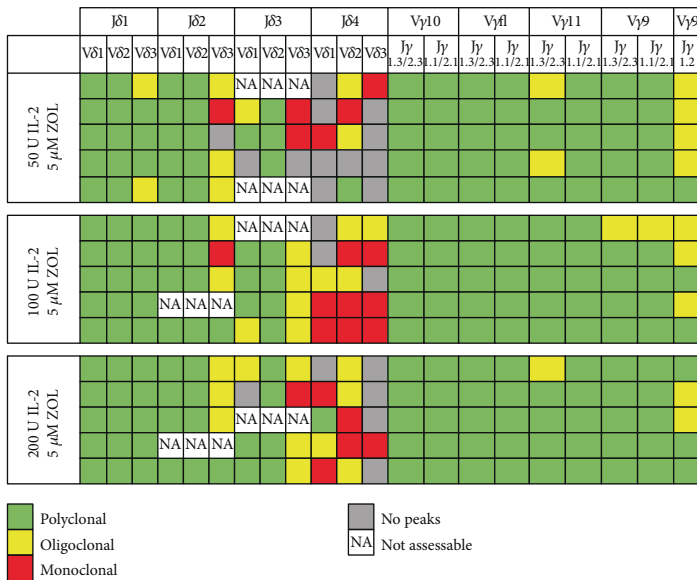 Jδ1 Jδ2 Jδ3 Jδ4 Vγ10 Vγfl Vγ11 Vγ9 Vγ9
Vδ1 Vδ2 Vδ3 Vδ1 Vδ2 Vδ3 Vδ1 Vδ2 Vδ3 Vδ1 Vδ2 Vδ3 Jγ 1.3/2.3 Jγ 1.1/2.1 Jγ 1.3/2.3 Jγ 1.1/2.1 Jγ 1.3/2.3 Jγ 1.1/2.1 Jγ 1.3/2.3 Jγ 1.1/2.1 Jγ 1.2
50 U IL-2
5 μM ZOL
NA NA NA
NA NA NA
100 U IL-2
5 μM ZOL
NA NA NA
NA NA NA
200 U IL-2
5 μM ZOL
NA NA NA
NA NA NA
Polyclonal
Oligoclonal
Monoclonal
No peaks
NA Not assessable